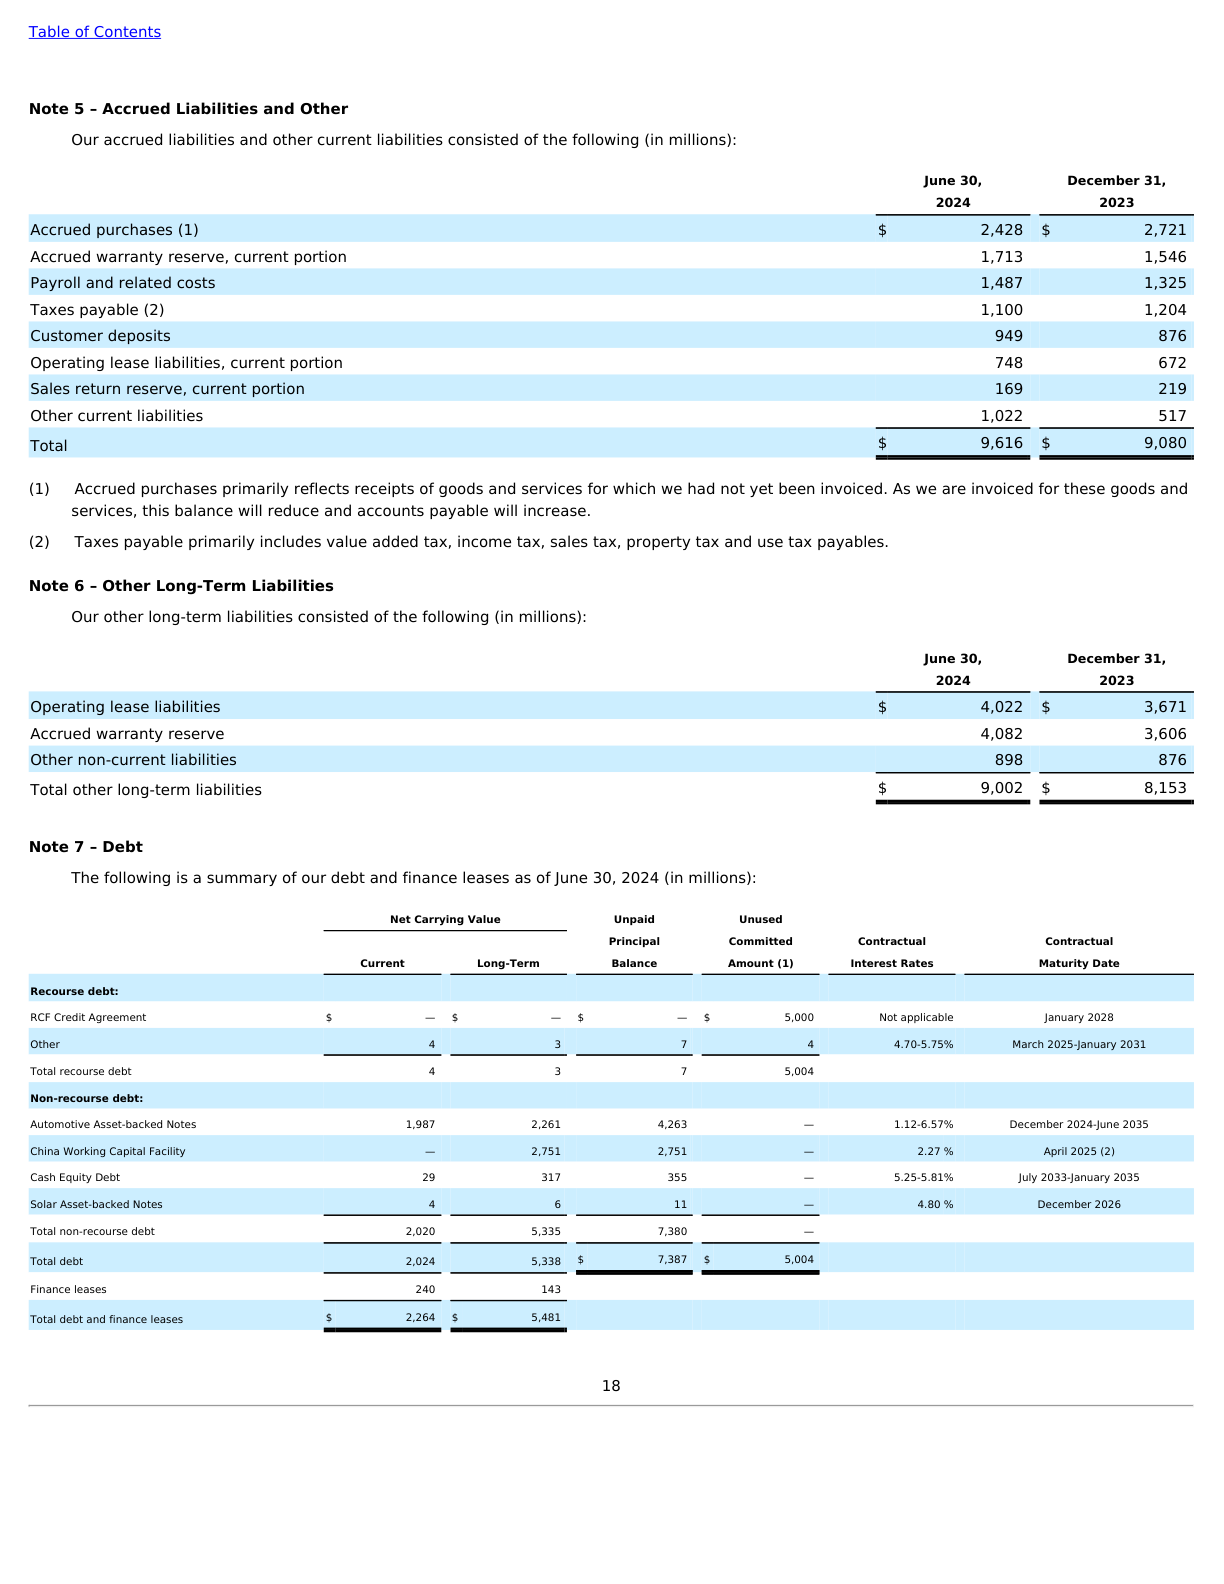 Table of Contents
Note 5 – Accrued Liabilities and Other
Our accrued liabilities and other current liabilities consisted of the following (in millions):
June 30, December 31,
2024 2023
Accrued purchases (1) $ 2,428 $ 2,721
Accrued warranty reserve, current portion 1,713 1,546
Payroll and related costs 1,487 1,325
Taxes payable (2) 1,100 1,204
Customer deposits 949 876
Operating lease liabilities, current portion 748 672
Sales return reserve, current portion 169 219
Other current liabilities 1,022 517
Total $ 9,616 $ 9,080
(1) Accrued purchases primarily reflects receipts of goods and services for which we had not yet been invoiced. As we are invoiced for these goods and
services, this balance will reduce and accounts payable will increase.
(2) Taxes payable primarily includes value added tax, income tax, sales tax, property tax and use tax payables.
Note 6 – Other Long-Term Liabilities
Our other long-term liabilities consisted of the following (in millions):
June 30, December 31,
2024 2023
Operating lease liabilities $ 4,022 $ 3,671
Accrued warranty reserve 4,082 3,606
Other non-current liabilities 898 876
Total other long-term liabilities $ 9,002 $ 8,153
Note 7 – Debt
The following is a summary of our debt and finance leases as of June 30, 2024 (in millions):
Net Carrying Value Unpaid Unused
Principal Committed Contractual Contractual
Current Long-Term Balance Amount (1) Interest Rates Maturity Date
Recourse debt:
RCF Credit Agreement $ — $ — $ — $ 5,000 Not applicable January 2028
Other 4 3 7 4 4.70-5.75% March 2025-January 2031
Total recourse debt 4 3 7 5,004
Non-recourse debt:
Automotive Asset-backed Notes 1,987 2,261 4,263 — 1.12-6.57% December 2024-June 2035
China Working Capital Facility — 2,751 2,751 — 2.27 % April 2025 (2)
Cash Equity Debt 29 317 355 — 5.25-5.81% July 2033-January 2035
Solar Asset-backed Notes 4 6 11 — 4.80 % December 2026
Total non-recourse debt 2,020 5,335 7,380 —
Total debt 2,024 5,338 $ 7,387 $ 5,004
Finance leases 240 143
Total debt and finance leases $ 2,264 $ 5,481
18